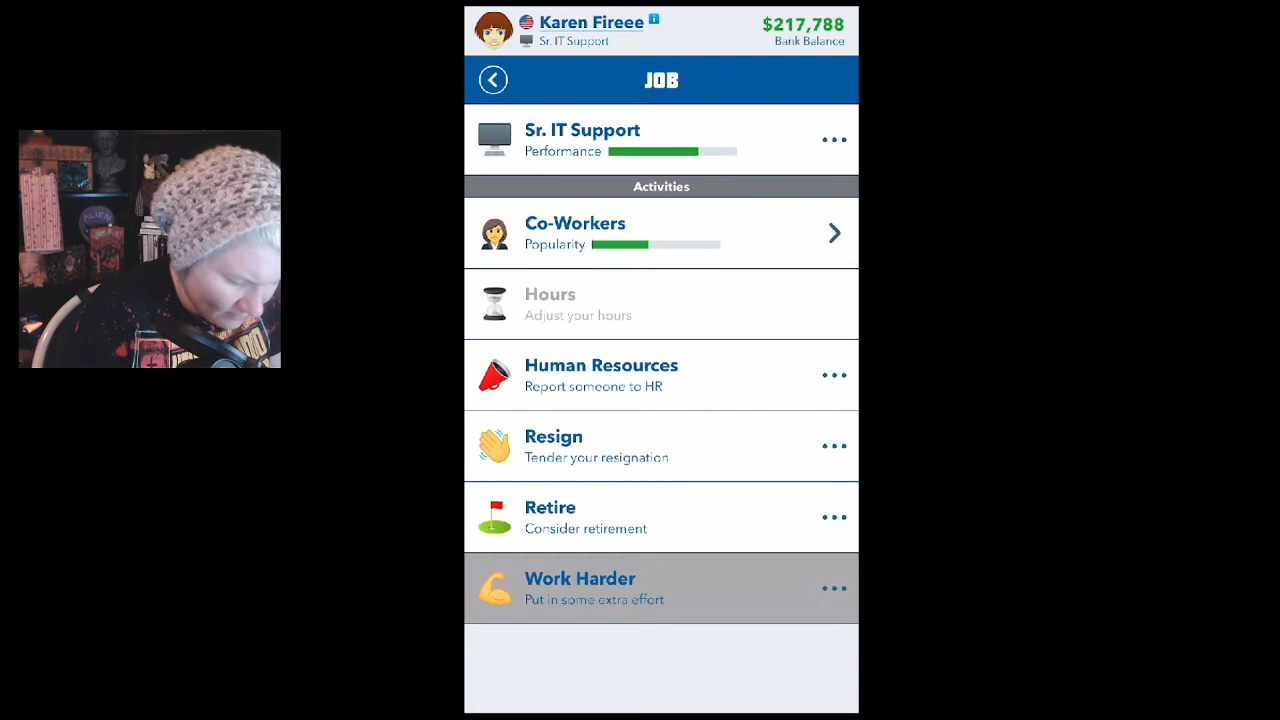 Karen Fireee
Sr. IT Support
$217,788
Bank Balance
JOB
Sr. IT Support
Performance
Activities
Co-Workers
Popularity
Hours
Adjust your hours
Human Resources
Report someone to HR
Resign
Tender your resignation
Retire
Consider retirement
Work Harder
Put in some extra effort
ALIEN